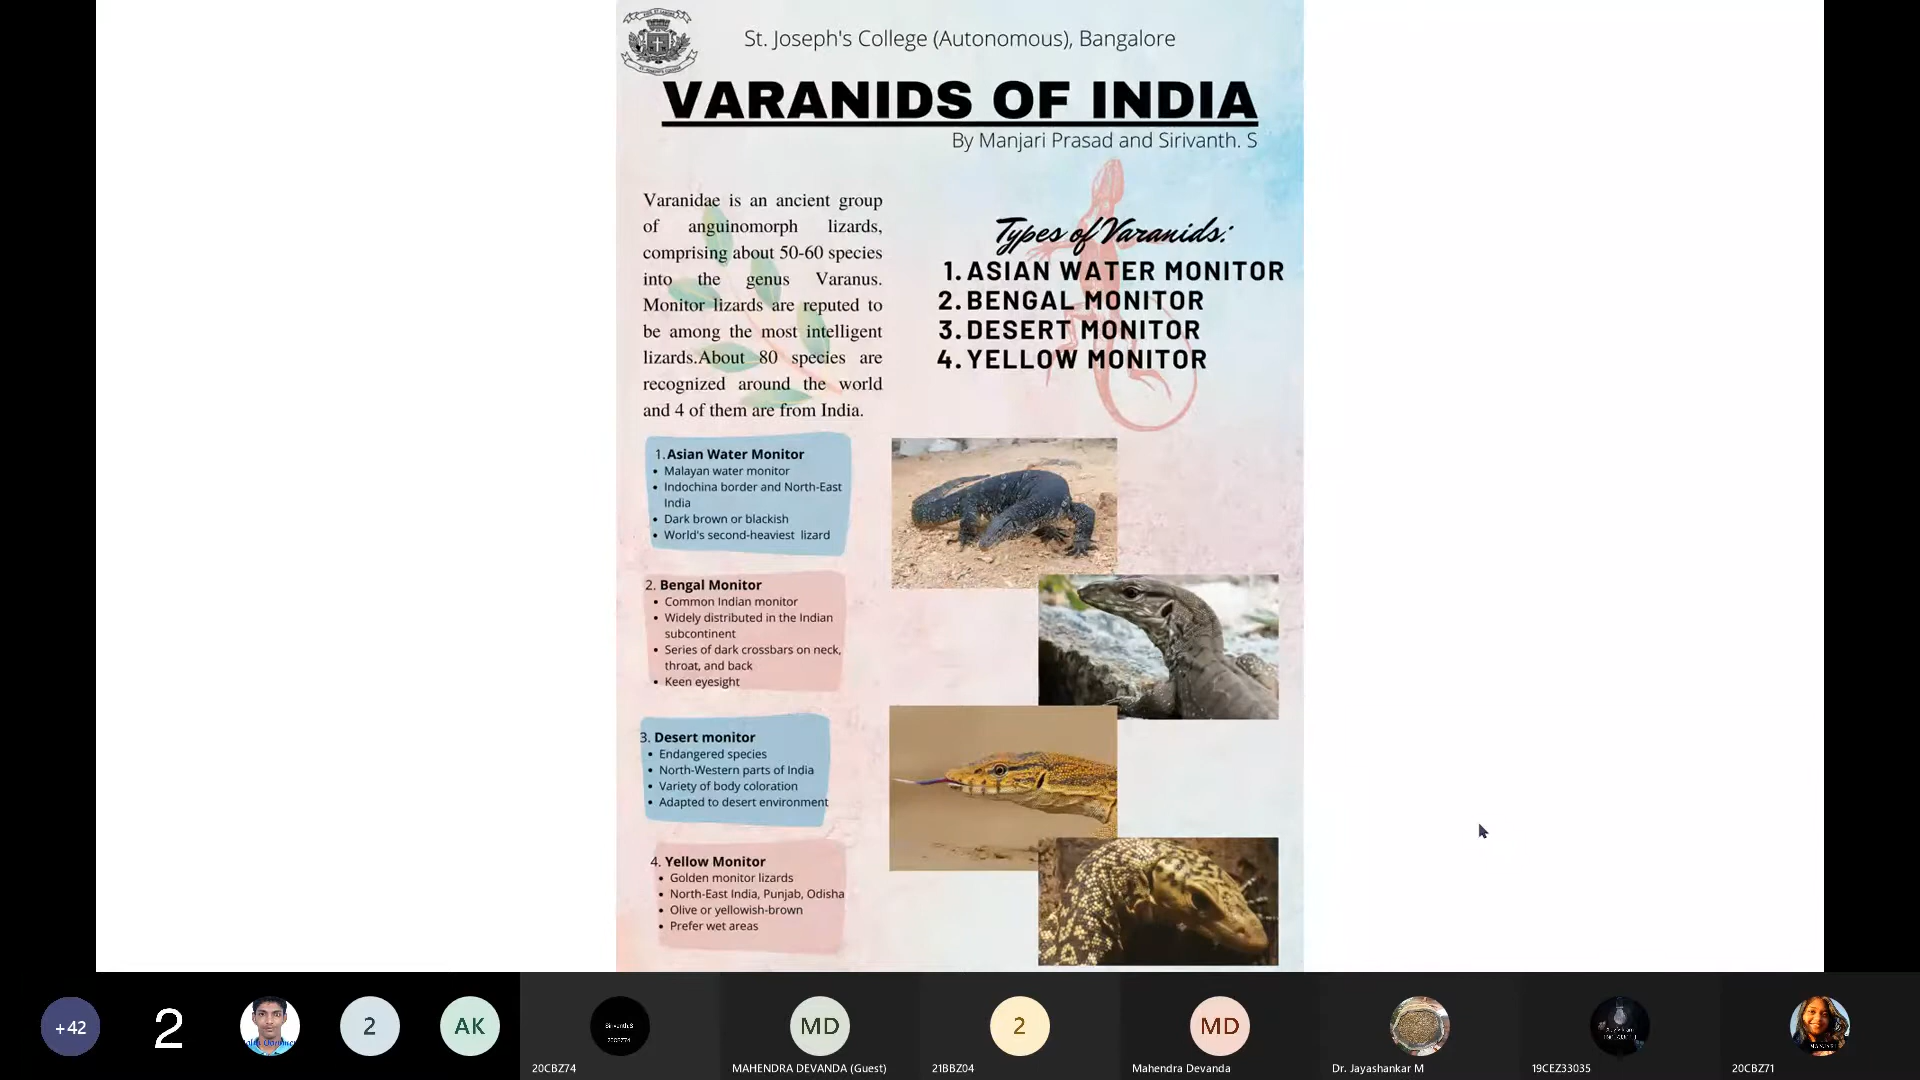 St. Joseph's College (Autonomous), Bangalore
VARANIDS OF INDIA
By Manjari Prasad and Sirivanth. S
Varanidae is an ancient group
of anguinomorph lizards,
comprising about 50-60 species
into the genus Varanus.
Monitor lizards are reputed to
be among the most intelligent
lizards.About 80 species are
recognized around the world
and 4 of them are from India.
Types of Varanids:
1. ASIAN WATER MONITOR
2. BENGAL MONITOR
3. DESERT MONITOR
4. YELLOW MONITOR
1. Asian Water Monitor
• Malayan water monitor
• Indochina border and North-East
India
• Dark brown or blackish
• World's second-heaviest lizard
2. Bengal Monitor
• Common Indian monitor
• Widely distributed in the Indian
subcontinent
• Series of dark crossbars on neck,
throat, and back
• Keen eyesight
3. Desert monitor
• Endangered species
• North-Western parts of India
• Variety of body coloration
• Adapted to desert environment
4. Yellow Monitor
• Golden monitor lizards
• North-East India, Punjab, Odisha
• Olive or yellowish-brown
• Prefer wet areas
+42
2
2
AK
Sirivanth.S
20CBZ74
20CBZ74
MD
MAHENDRA DEVANDA (Guest)
2
21BBZ04
MD
Mahendra Devanda
Dr. Jayashankar M
19CEZ33035
20CBZ71